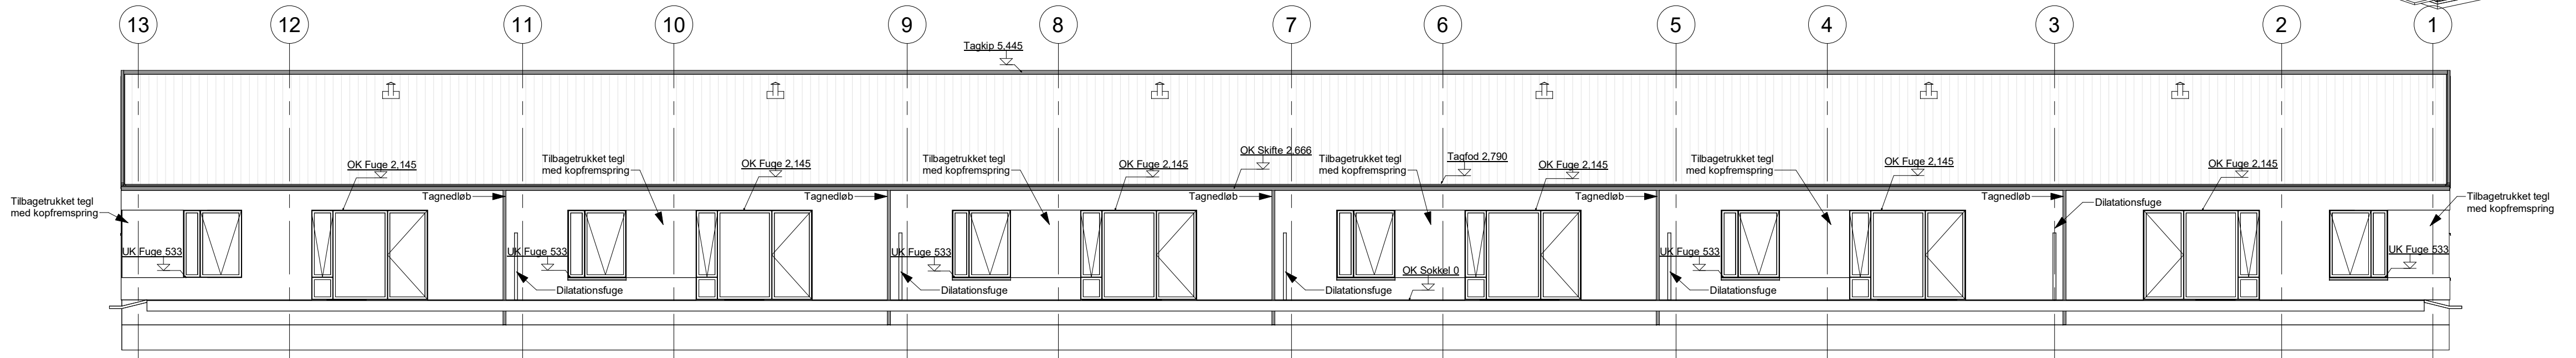 13 12 11 10 9 8 7 6 5 4 3 2 1
Tagkip 5,445
OK Fuge 2,145
Tilbagetrukket tegl
med kopfremspring
OK Fuge 2,145
Tilbagetrukket tegl
med kopfremspring
OK Fuge 2,145
OK Skifte 2,666
Tilbagetrukket tegl
med kopfremspring
Tagfod 2,790
OK Fuge 2,145
Tilbagetrukket tegl
med kopfremspring
OK Fuge 2,145
OK Fuge 2,145
Tilbagetrukket tegl
med kopfremspring
Tagnedløb
Tagnedløb
Tagnedløb
Tagnedløb
Tagnedløb
Dilatationsfuge
Tilbagetrukket tegl
med kopfremspring
UK Fuge 533
UK Fuge 533
UK Fuge 533
UK Fuge 533
UK Fuge 533
OK Sokkel 0
Dilatationsfuge
Dilatationsfuge
Dilatationsfuge
Dilatationsfuge